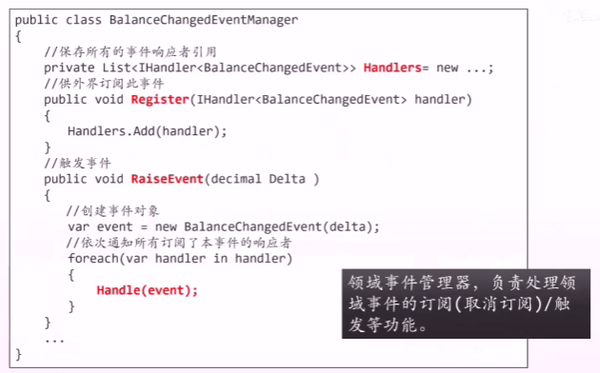 public class BalanceChangedEventManager
{
//保存所有的事件响应者引用
private List<IHandler<BalanceChangedEvent>> Handlers= new ...;
//供外界订阅此事件
public void Register(IHandler<BalanceChangedEvent> handler)
{
Handlers.Add(handler);
}
//触发事件
public void RaiseEvent(decimal Delta )
{
//创建事件对象
var event = new BalanceChangedEvent(delta);
//依次通知所有订阅了本事件的响应者
foreach(var handler in handler)
{
Handle(event);
}
}
...
}
领域事件管理器，负责处理领
域事件的订阅(取消订阅)/触
发等功能。